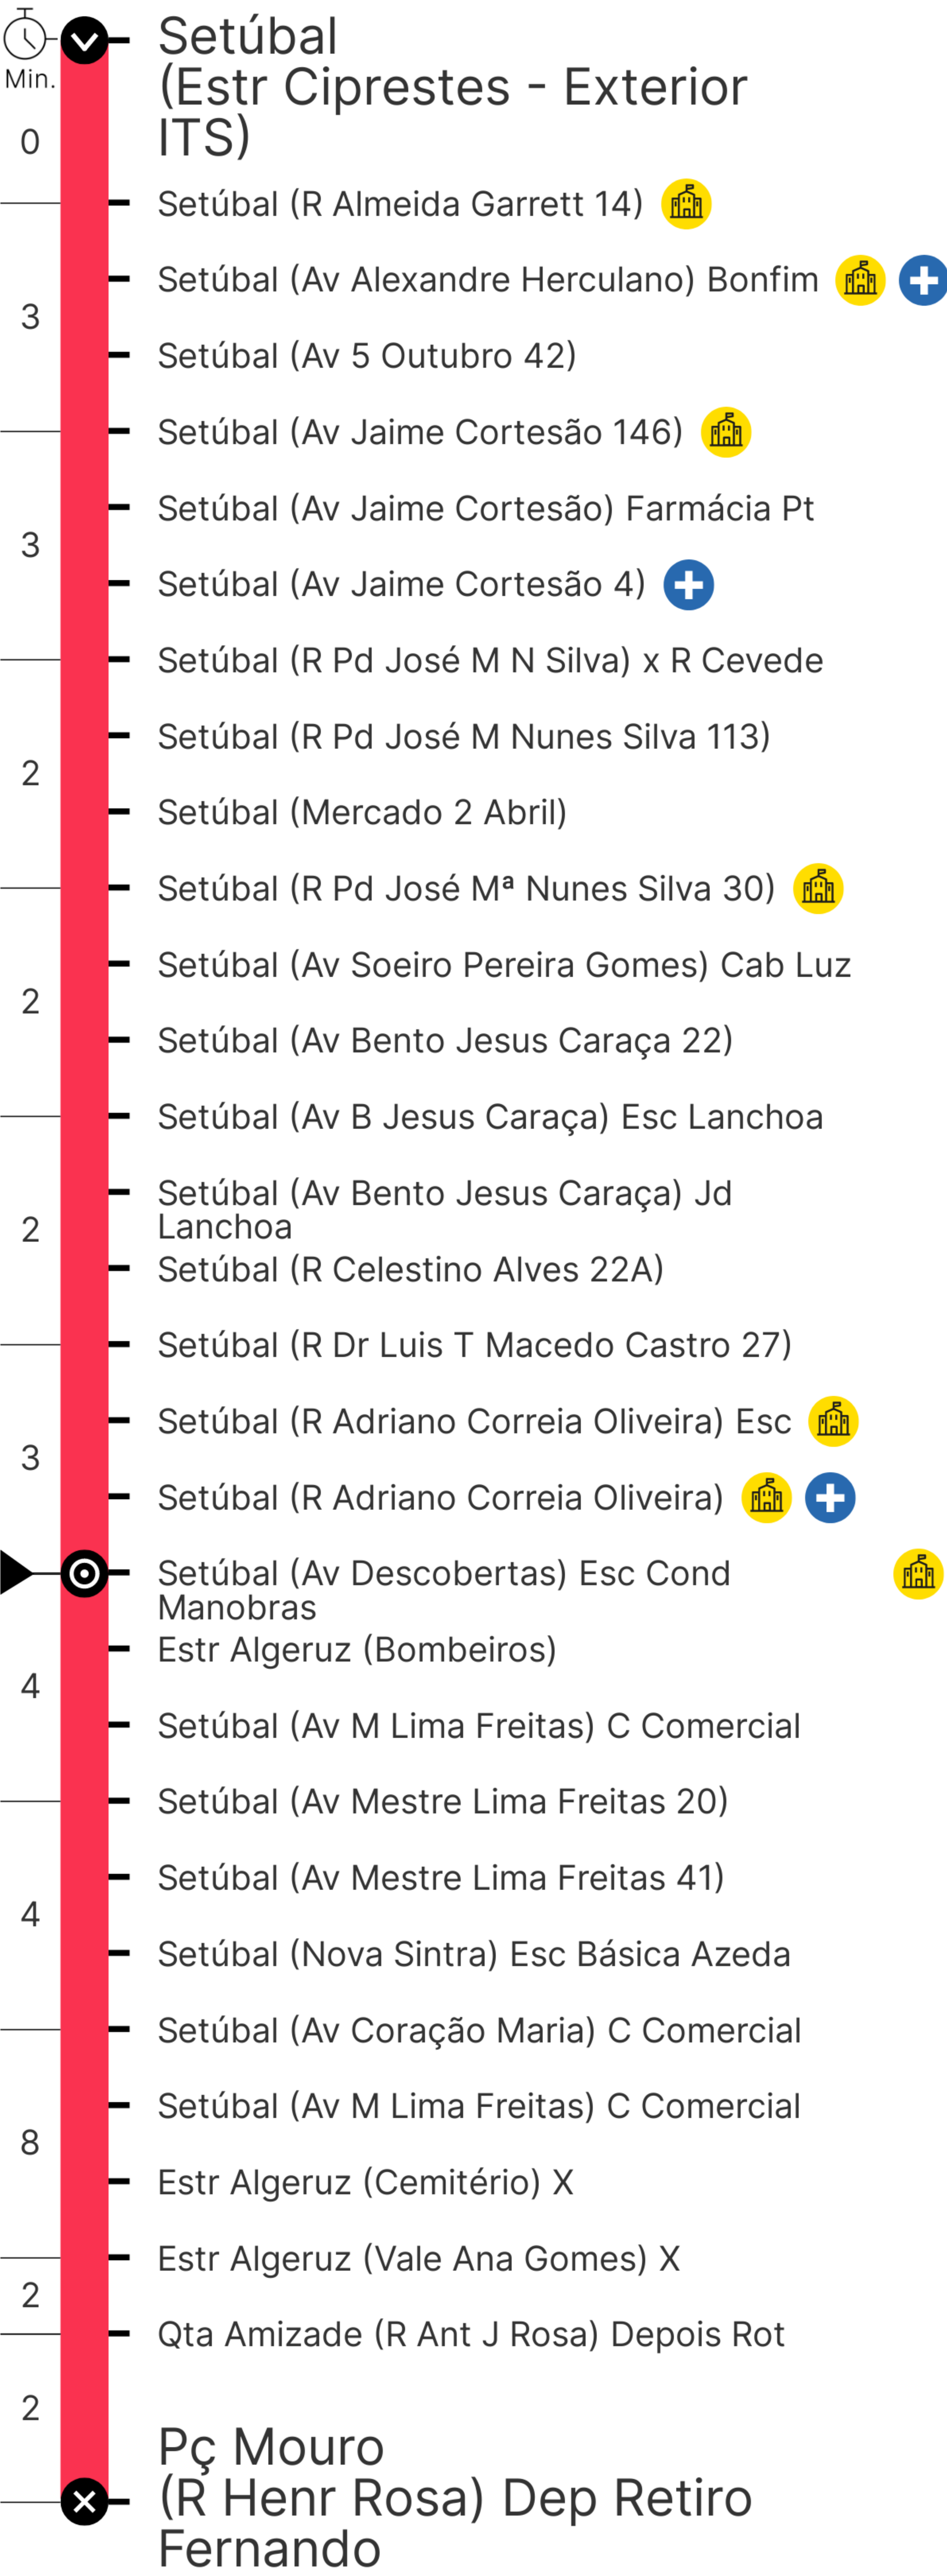 Setúbal
(Estr Ciprestes - Exterior
ITS)
Min.
0
Setúbal (R Almeida Garrett 14)
Setúbal (Av Alexandre Herculano) Bonfim
3
Setúbal (Av 5 Outubro 42)
Setúbal (Av Jaime Cortesão 146)
Setúbal (Av Jaime Cortesão) Farmácia Pt
3
Setúbal (Av Jaime Cortesão 4)
Setúbal (R Pd José M N Silva) x R Cevede
Setúbal (R Pd José M Nunes Silva 113)
2
Setúbal (Mercado 2 Abril)
Setúbal (R Pd José Mª Nunes Silva 30)
Setúbal (Av Soeiro Pereira Gomes) Cab Luz
2
Setúbal (Av Bento Jesus Caraça 22)
Setúbal (Av B Jesus Caraça) Esc Lanchoa
Setúbal (Av Bento Jesus Caraça) Jd
Lanchoa
2
Setúbal (R Celestino Alves 22A)
Setúbal (R Dr Luis T Macedo Castro 27)
Setúbal (R Adriano Correia Oliveira) Esc
3
Setúbal (R Adriano Correia Oliveira)
Setúbal (Av Descobertas) Esc Cond
Manobras
Estr Algeruz (Bombeiros)
4
Setúbal (Av M Lima Freitas) C Comercial
Setúbal (Av Mestre Lima Freitas 20)
Setúbal (Av Mestre Lima Freitas 41)
4
Setúbal (Nova Sintra) Esc Básica Azeda
Setúbal (Av Coração Maria) C Comercial
Setúbal (Av M Lima Freitas) C Comercial
8
Estr Algeruz (Cemitério) X
Estr Algeruz (Vale Ana Gomes) X
2
Qta Amizade (R Ant J Rosa) Depois Rot
2
Pç Mouro
(R Henr Rosa) Dep Retiro
Fernando